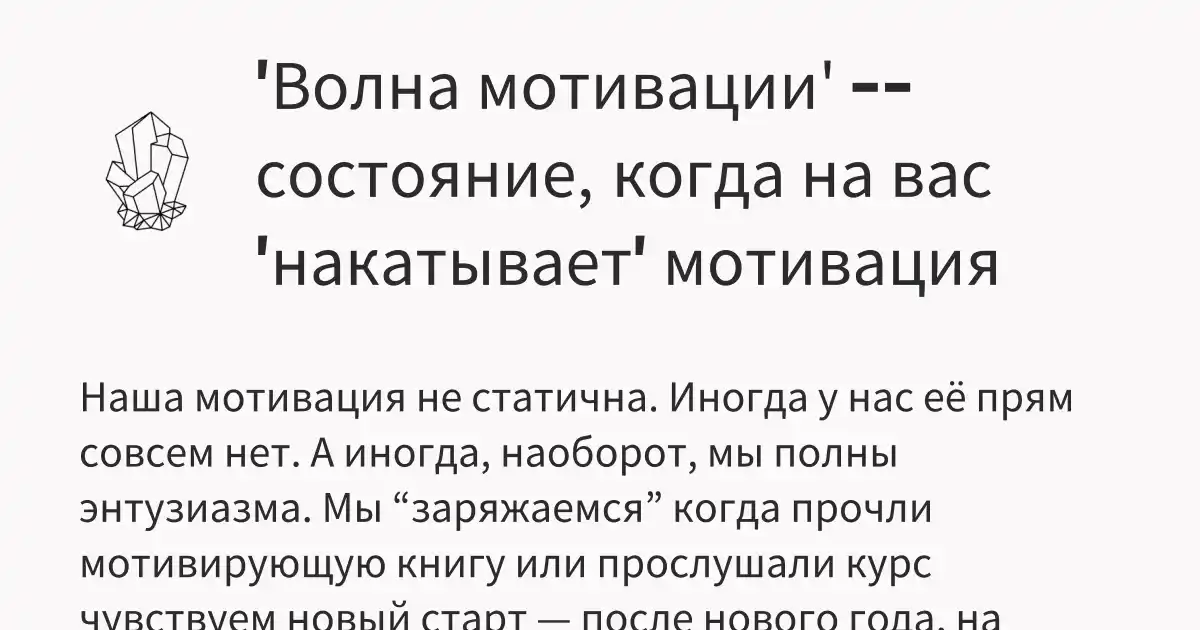 'Волна мотивации' --
состояние, когда на вас
'накатывает' мотивация
Наша мотивация не статична. Иногда у нас её прям
совсем нет. А иногда, наоборот, мы полны
энтузиазма. Мы “заряжаемся” когда прочли
мотивирующую книгу или прослушали курс
чувствуем новый старт — после нового года, на